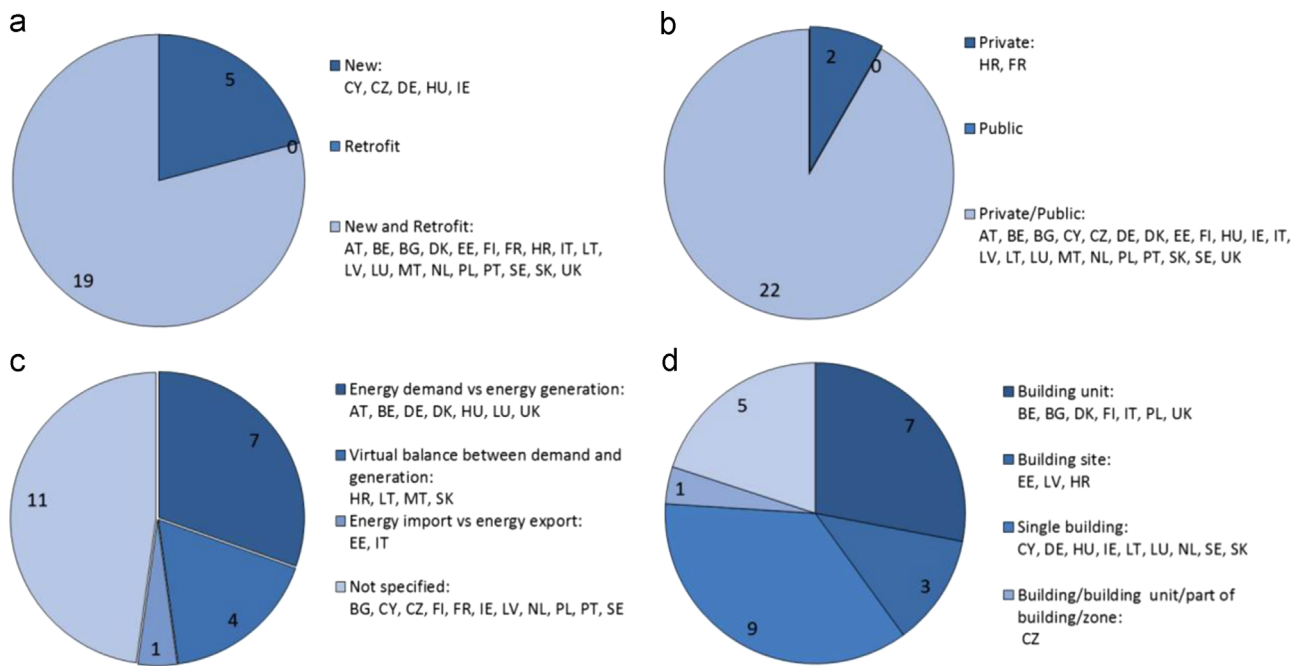 a
5
0
19
New:
CY, CZ, DE, HU, IE
Retrofit
New and Retrofit:
AT, BE, BG, DK, EE, FI, FR, HR, IT, LT,
LV, LU, MT, NL, PL, PT, SE, SK, UK
b
2
0
22
Private:
HR, FR
Public
Private/Public:
AT, BE, BG, CY, CZ, DE, DK, EE, FI, HU, IE, IT,
LV, LT, LU, MT, NL, PL, PT, SK, SE, UK
c
7
11
4
1
Energy demand vs energy generation:
AT, BE, DE, DK, HU, LU, UK
Virtual balance between demand and
generation:
HR, LT, MT, SK
Energy import vs energy export:
EE, IT
Not specified:
BG, CY, CZ, FI, FR, IE, LV, NL, PL, PT, SE
d
5
7
1
3
9
Building unit:
BE, BG, DK, FI, IT, PL, UK
Building site:
EE, LV, HR
Single building:
CY, DE, HU, IE, LT, LU, NL, SE, SK
Building/building unit/part of
building/zone:
CZ